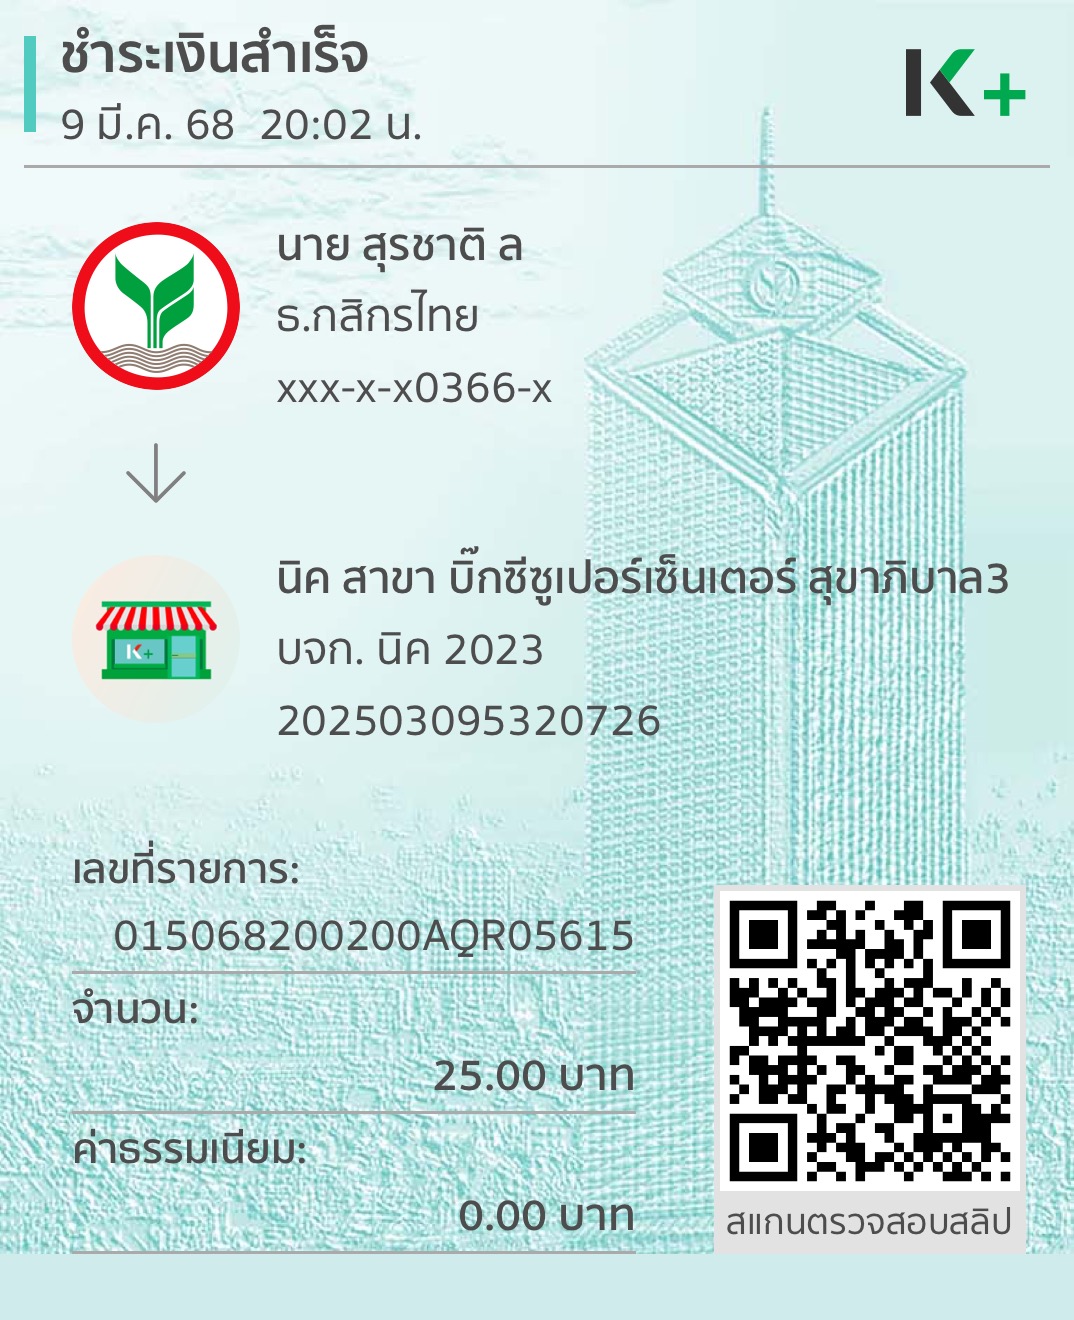 ชำระเงินสำเร็จ
9 มี.ค. 68  20:02 น.
K+
นาย สุรชาติ ล
ธ.กสิกรไทย
xxx-x-x0366-x
นิค สาขา บิ๊กซีซูเปอร์เซ็นเตอร์ สุขาภิบาล3
K+
บจก. นิค 2023
202503095320726
เลขที่รายการ:
015068200200AQR05615
จำนวน:
25.00 บาท
ค่าธรรมเนียม:
0.00 บาท
สแกนตรวจสอบสลิป